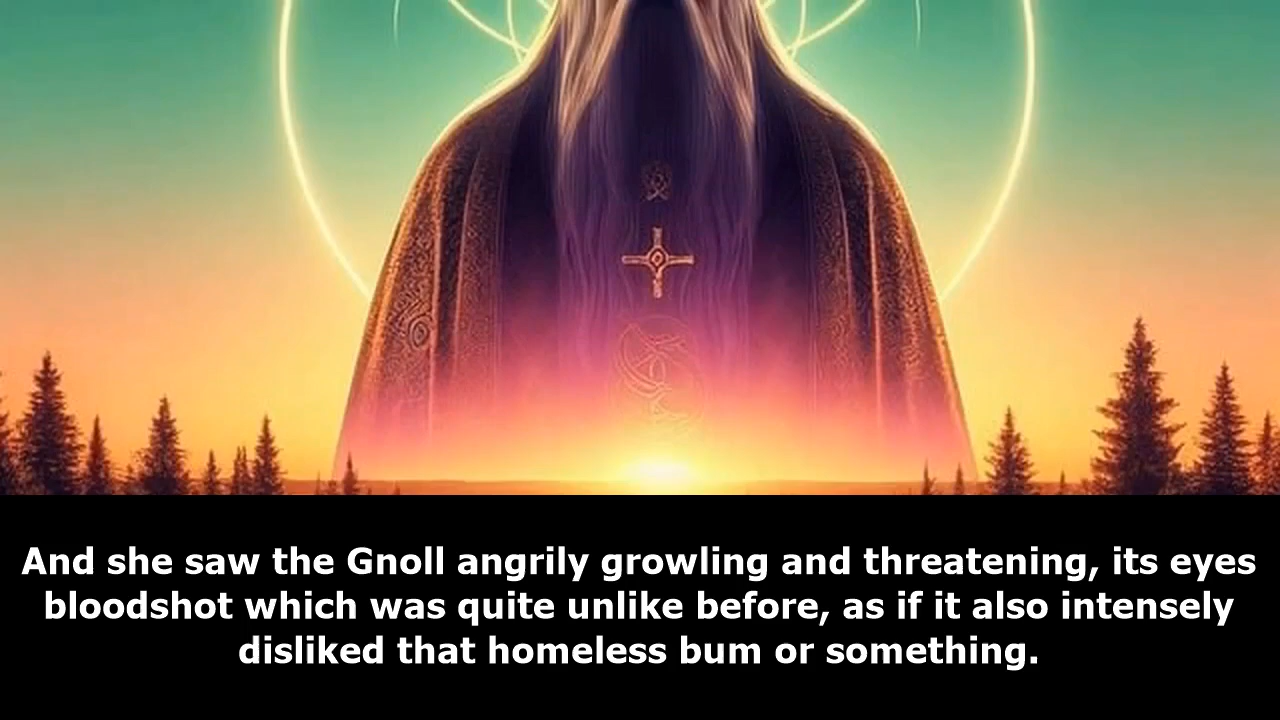 And she saw the Gnoll angrily growling and threatening, its eyes
bloodshot which was quite unlike before, as if it also intensely
disliked that homeless bum or something.